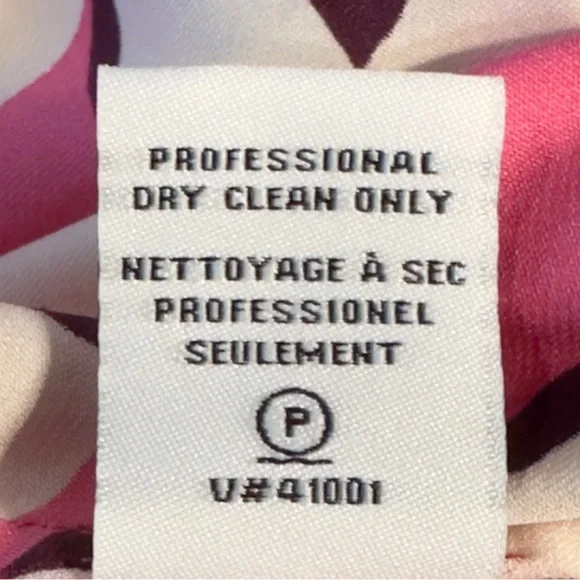 PROFESSIONAL
DRY CLEAN ONLY
NETTOYAGE À SEC
PROFESSIONEL
SEULEMENT
P
V#41001